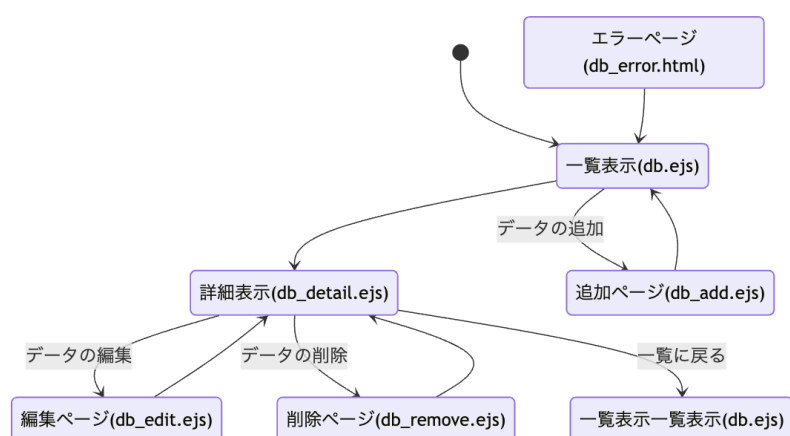 エラーページ
(db_error.html)
一覧表示(db.ejs)
データの追加
詳細表示(db_detail.ejs)
追加ページ(db_add.ejs)
データの編集
データの削除
一覧に戻る
編集ページ(db_edit.ejs)
削除ページ(db_remove.ejs)
一覧表示一覧表示(db.ejs)